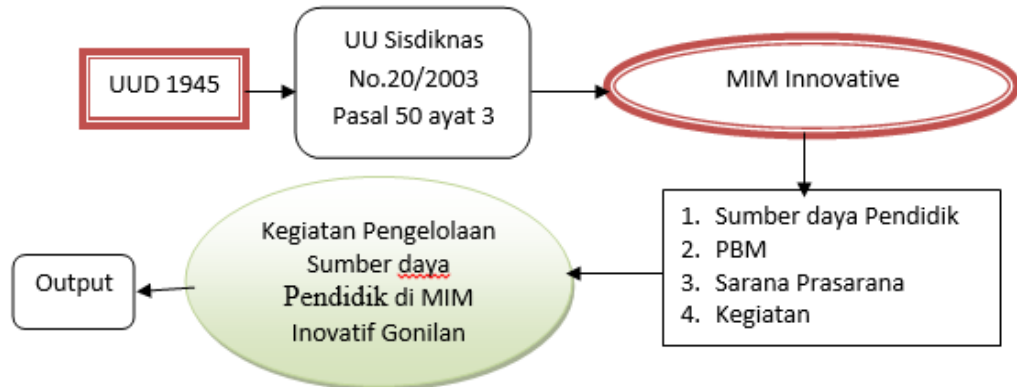 UUD 1945
UU Sisdiknas
No.20/2003
Pasal 50 ayat 3
MIM Innovative
1. Sumber daya Pendidik
2. PBM
3. Sarana Prasarana
4. Kegiatan
Kegiatan Pengelolaan
Sumber daya
Pendidik di MIM
Inovatif Gonilan
Output